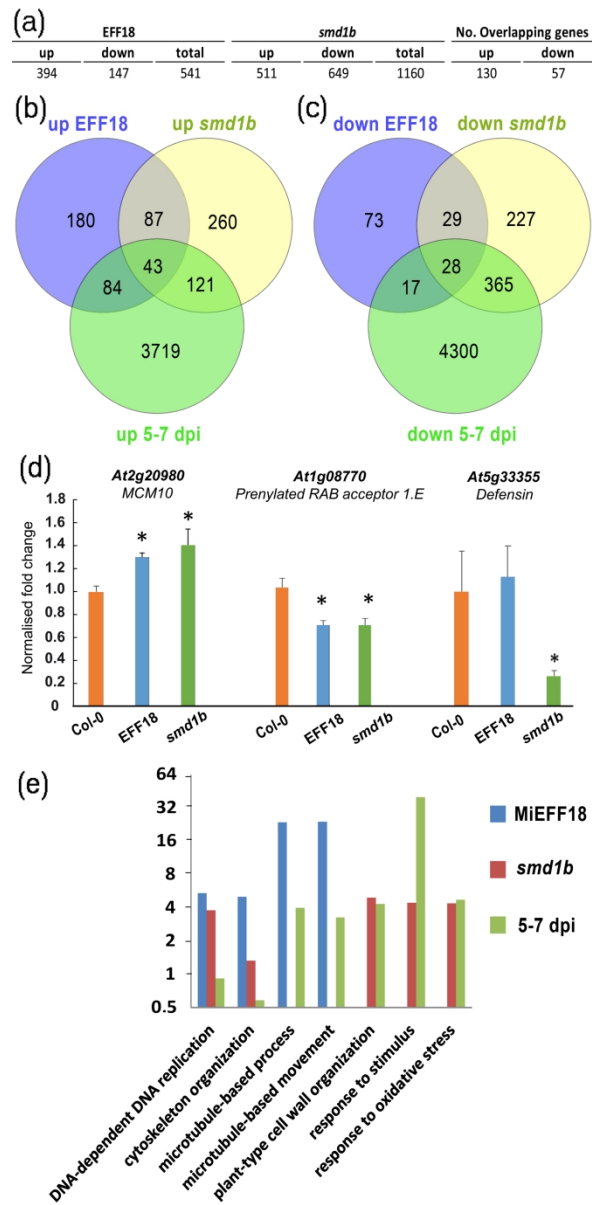 (a)
EFF18 smd1b No. Overlapping genes
up down total up down total up down
394 147 541 511 649 1160 130 57
(b) (c)
up EFF18 up smd1b down EFF18 down smd1b
180 87 260 73 29 227
43 28
84 121 17 365
3719 4300
up 5-7 dpi down 5-7 dpi
(d)
At2g20980 At1g08770 At5g33355
MCM10 Prenylated RAB acceptor 1.E Defensin
Normalised fold change
1.8
1.6
1.4
1.2
1.0
0.8
0.6
0.4
0.2
0
* * * * *
Col-0 EFF18 smd1b Col-0 EFF18 smd1b Col-0 EFF18 smd1b
(e)
64
32
16
8
4
2
1
0.5
MiEFF18
smd1b
5-7 dpi
DNA-dependent DNA replication
cytoskeleton organization
microtubule-based process
microtubule-based movement
plant-type cell wall organization
response to stimulus
response to oxidative stress